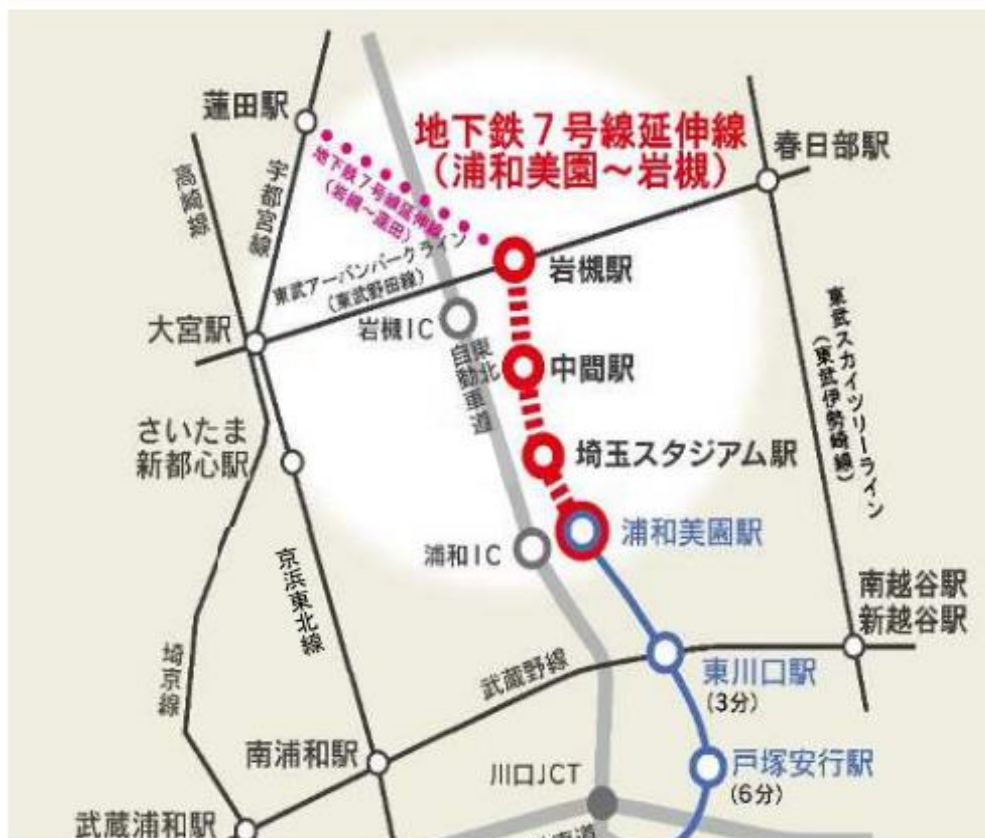 蓮田駅
地下鉄7号線延伸線
(浦和美園~岩槻)
春日部駅
高崎線
宇都宮線
地下鉄7号線延伸線
(岩槻~蓮田)
東武アーバンパークライン
(東武野田線)
岩槻駅
大宮駅
岩槻IC
東北
自動車道
中間駅
東武スカイツリーライン
(東武伊勢崎線)
さいたま
新都心駅
埼玉スタジアム駅
浦和IC
浦和美園駅
京浜東北線
南越谷駅
新越谷駅
埼京線
武蔵野線
東川口駅
(3分)
南浦和駅
川口JCT
戸塚安行駅
(6分)
武蔵浦和駅